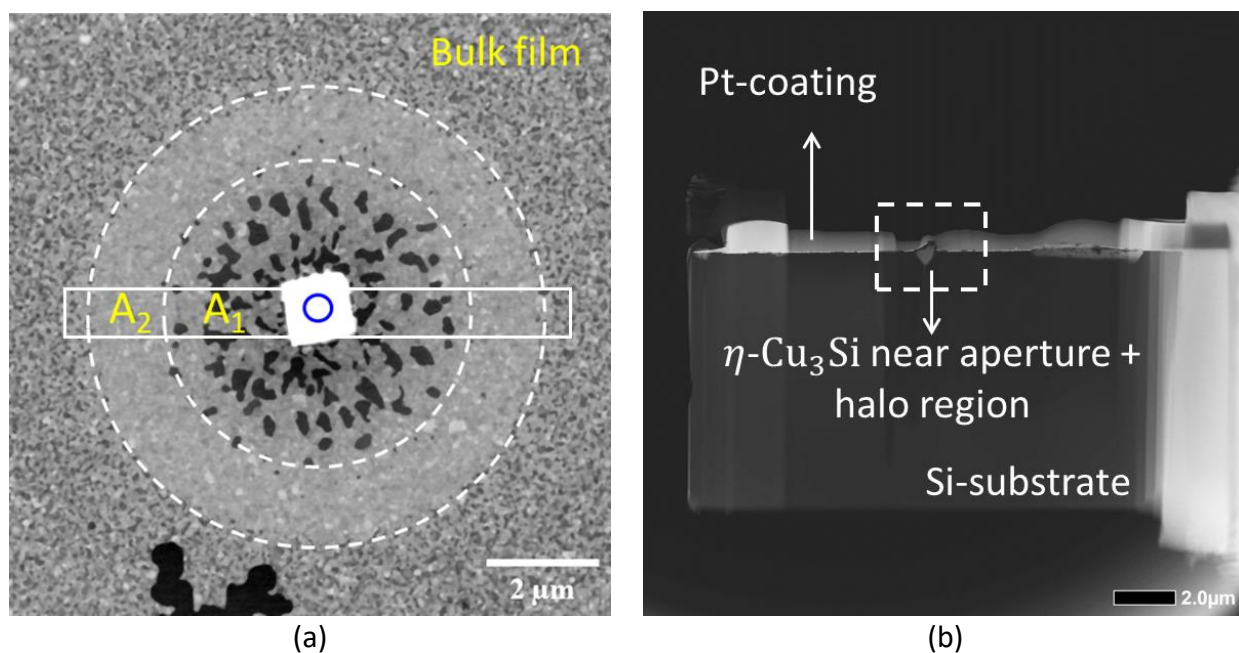 Bulk film
A₂ A₁
2 µm
(a)
Pt-coating
η-Cu₃Si near aperture +
halo region
Si-substrate
2.0µm
(b)